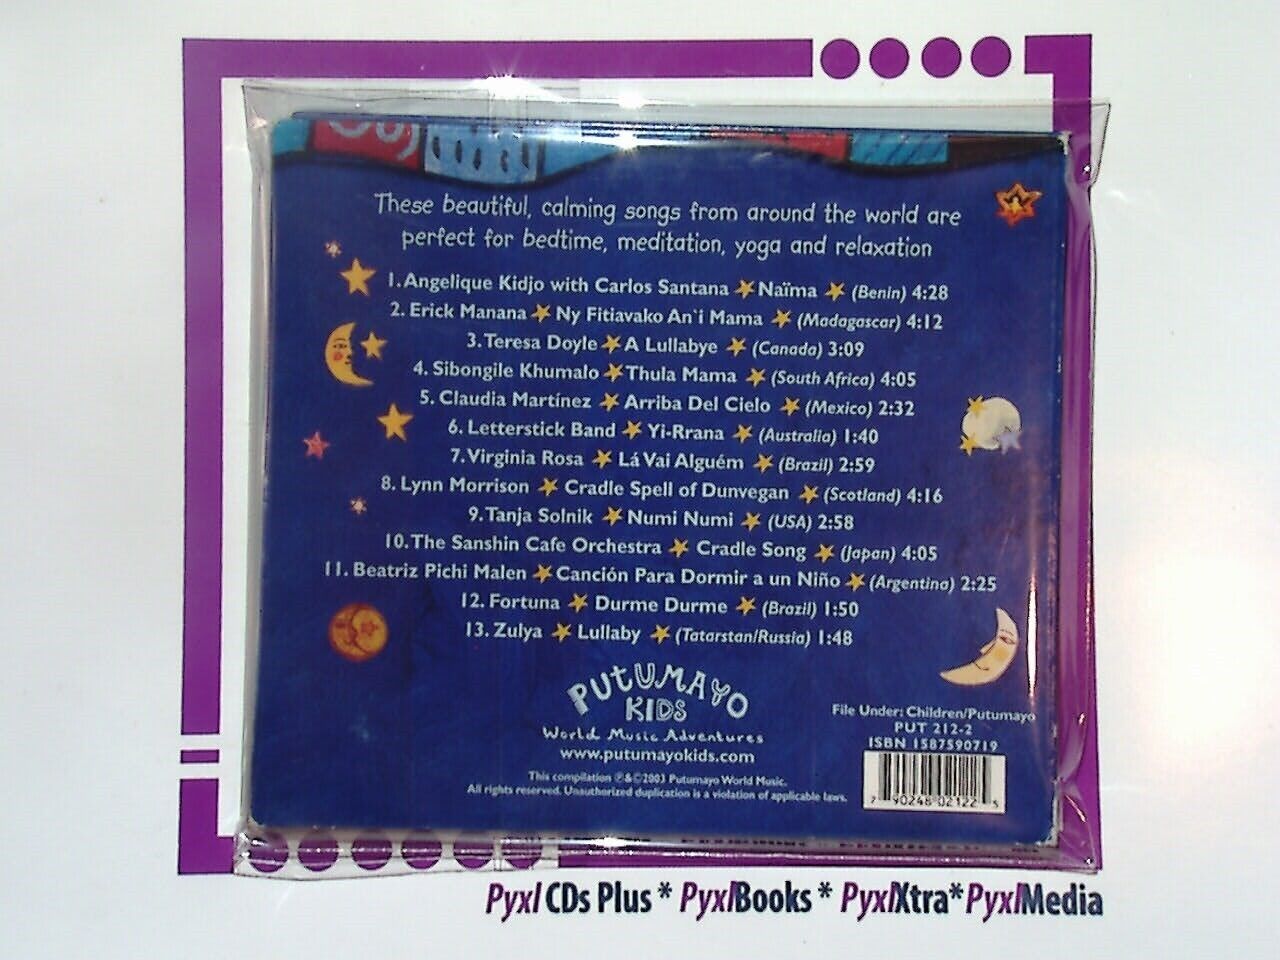 These beautiful, calming songs from around the world are
perfect for bedtime, meditation, yoga and relaxation
1. Angelique Kidjo with Carlos Santana ★ Naïma ★ (Benin) 4:28
2. Erick Manana ★ Ny Fitiavako An'i Mama ★ (Madagascar) 4:12
3. Teresa Doyle ★ A Lullabye ★ (Canada) 3:09
4. Sibongile Khumalo ★ Thula Mama ★ (South Africa) 4:05
5. Claudia Martínez ★ Arriba Del Cielo ★ (Mexico) 2:32
6. Letterstick Band ★ Yi-Rrana ★ (Australia) 1:40
7. Virginia Rosa ★ Lá Vai Alguém ★ (Brazil) 2:59
8. Lynn Morrison ★ Cradle Spell of Dunvegan ★ (Scotland) 4:16
9. Tanja Solnik ★ Numi Numi ★ (USA) 2:58
10. The Sanshin Cafe Orchestra ★ Cradle Song ★ (Japan) 4:05
11. Beatriz Pichi Malen ★ Canción Para Dormir a un Niño ★ (Argentina) 2:25
12. Fortuna ★ Durme Durme ★ (Brazil) 1:50
13. Zulya ★ Lullaby ★ (Tatarstan/Russia) 1:48
PUTUMAYO
KIDS
World Music Adventures
www.putumayokids.com
This compilation ℗&©2003 Putumayo World Music.
All rights reserved. Unauthorized duplication is a violation of applicable laws.
File Under: Children/Putumayo
PUT 212-2
ISBN 1587590719
7 90248 02122 5
Pyxl CDs Plus * PyxlBooks * PyxlXtra* PyxlMedia